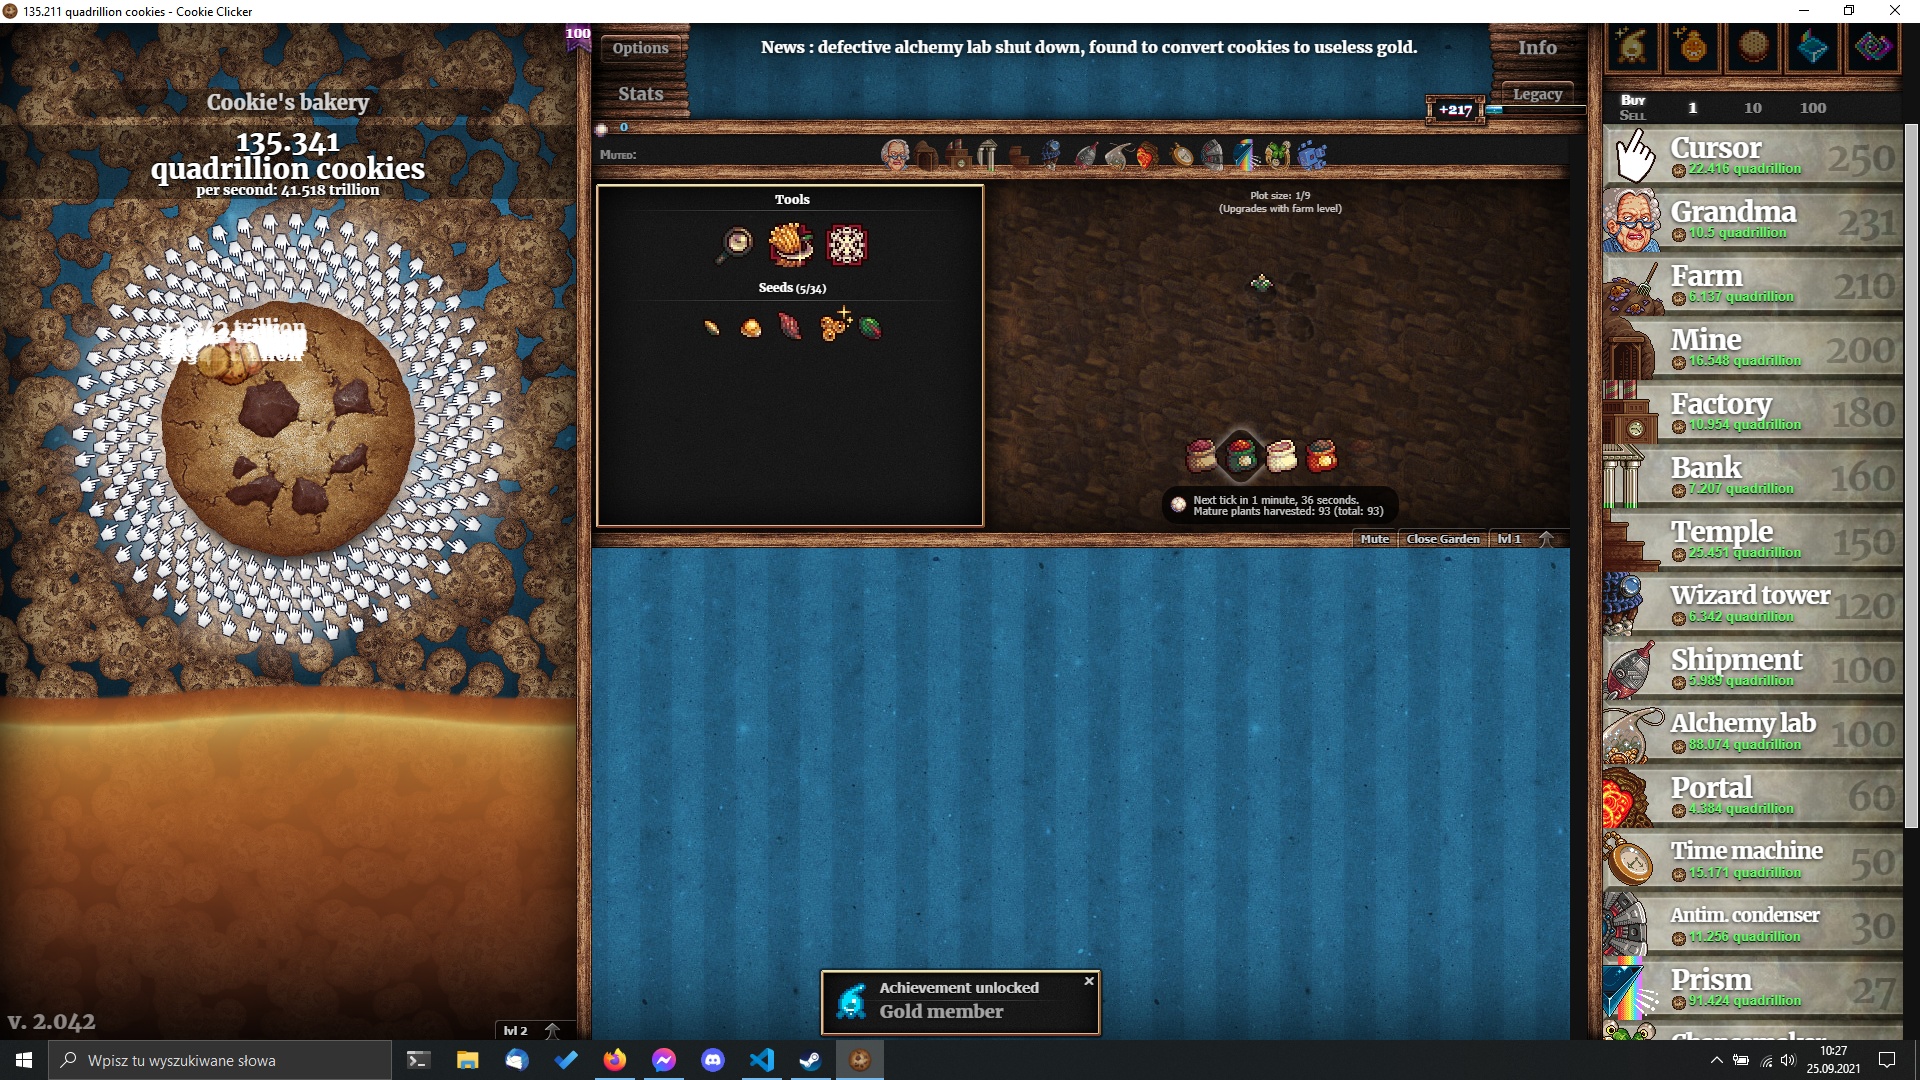 135.211 quadrillion cookies - Cookie Clicker
100
Options
Stats
News : defective alchemy lab shut down, found to convert cookies to useless gold.
Info
Legacy
+217
0
Muted:
Cookie's bakery
135.341
quadrillion cookies
per second: 41.518 trillion
Tools
Seeds (5/34)
Plot size: 1/9
(Upgrades with farm level)
Next tick in 1 minute, 36 seconds.
Mature plants harvested: 93 (total: 93)
Mute
Close Garden
lvl 1
Buy
Sell
1
10
100
Cursor
22.416 quadrillion
250
Grandma
10.5 quadrillion
231
Farm
6.137 quadrillion
210
Mine
16.548 quadrillion
200
Factory
10.954 quadrillion
180
Bank
7.207 quadrillion
160
Temple
25.451 quadrillion
150
Wizard tower
6.342 quadrillion
120
Shipment
5.989 quadrillion
100
Alchemy lab
88.074 quadrillion
100
Portal
4.384 quadrillion
60
Time machine
15.171 quadrillion
50
Antim. condenser
11.256 quadrillion
30
Prism
91.424 quadrillion
27
Achievement unlocked
Gold member
v. 2.042
lvl 2
Wpisz tu wyszukiwane słowa
10:27
25.09.2021